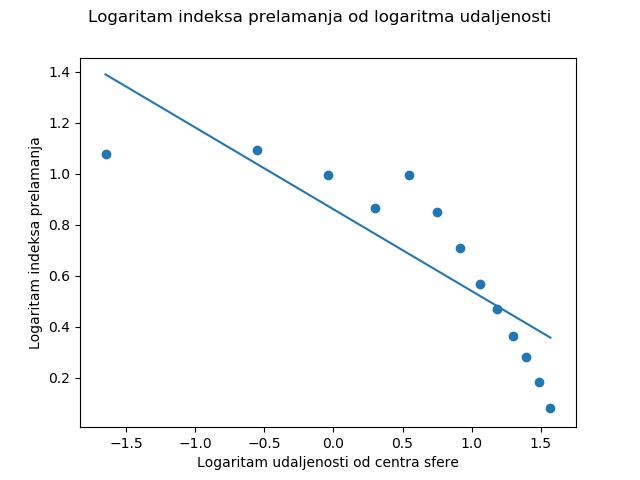 Logaritam indeksa prelamanja od logaritma udaljenosti
1.4
1.2
1.0
0.8
0.6
0.4
0.2
Logaritam indeksa prelamanja
−1.5 −1.0 −0.5 0.0 0.5 1.0 1.5
Logaritam udaljenosti od centra sfere